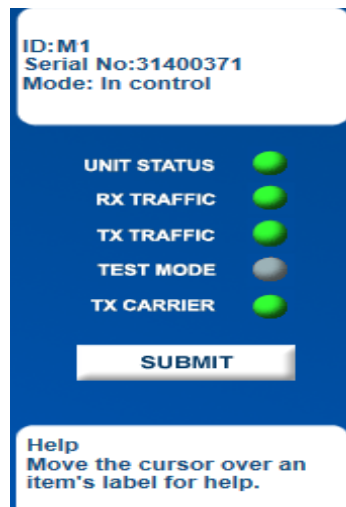 ID:M1
Serial No:31400371
Mode: In control
UNIT STATUS
RX TRAFFIC
TX TRAFFIC
TEST MODE
TX CARRIER
SUBMIT
Help
Move the cursor over an
item's label for help.